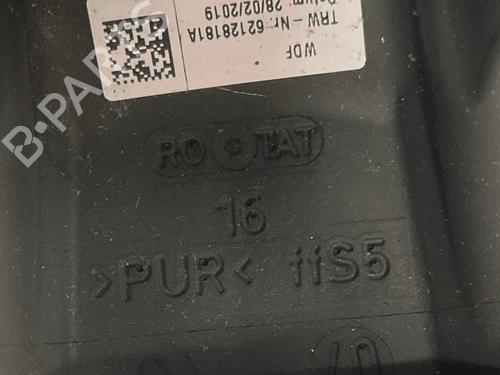 WDF
TRW - Nr: 62128181A
Datum: 28/02/2019
B-PARTS
RO TAT
16
>PUR< ffS5